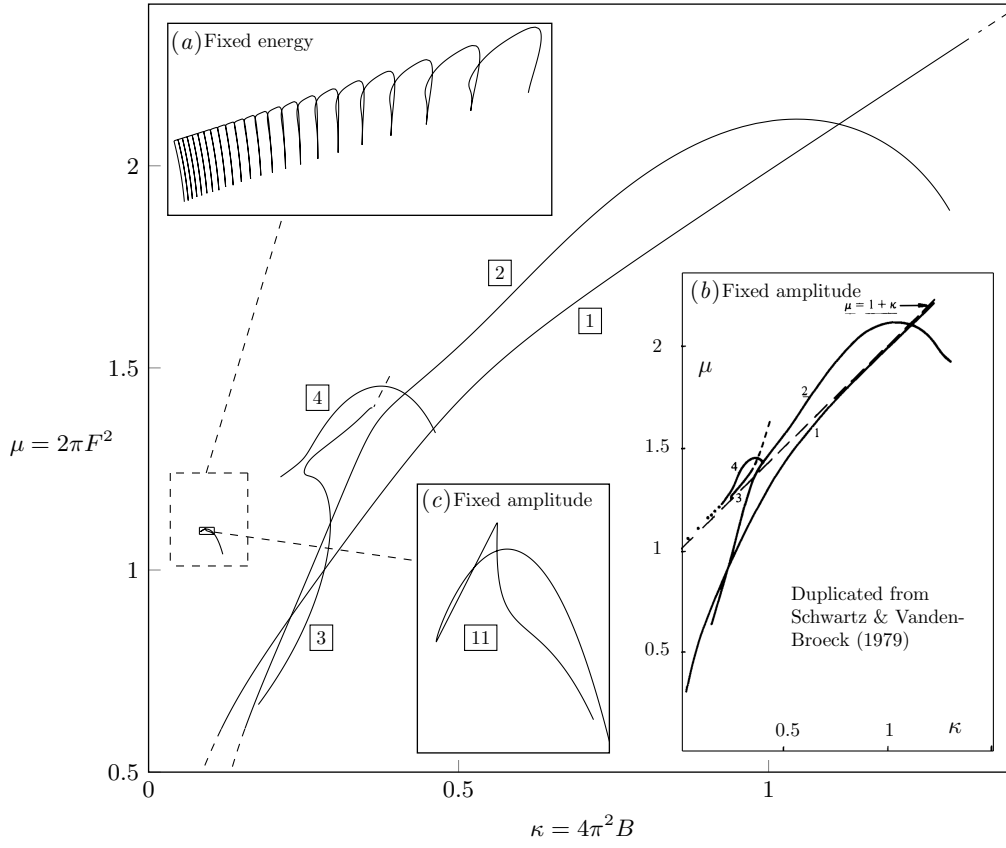 (a) Fixed energy
2
2
1
(b) Fixed amplitude
μ = 1 + κ
2
μ
2
1
1.5
4
3
1
0.5
0.5
1
κ
Duplicated from
Schwartz & Vanden-
Broeck (1979)
1.5
4
μ = 2πF²
(c) Fixed amplitude
11
1
3
0.5
0
0.5
1
κ = 4π²B